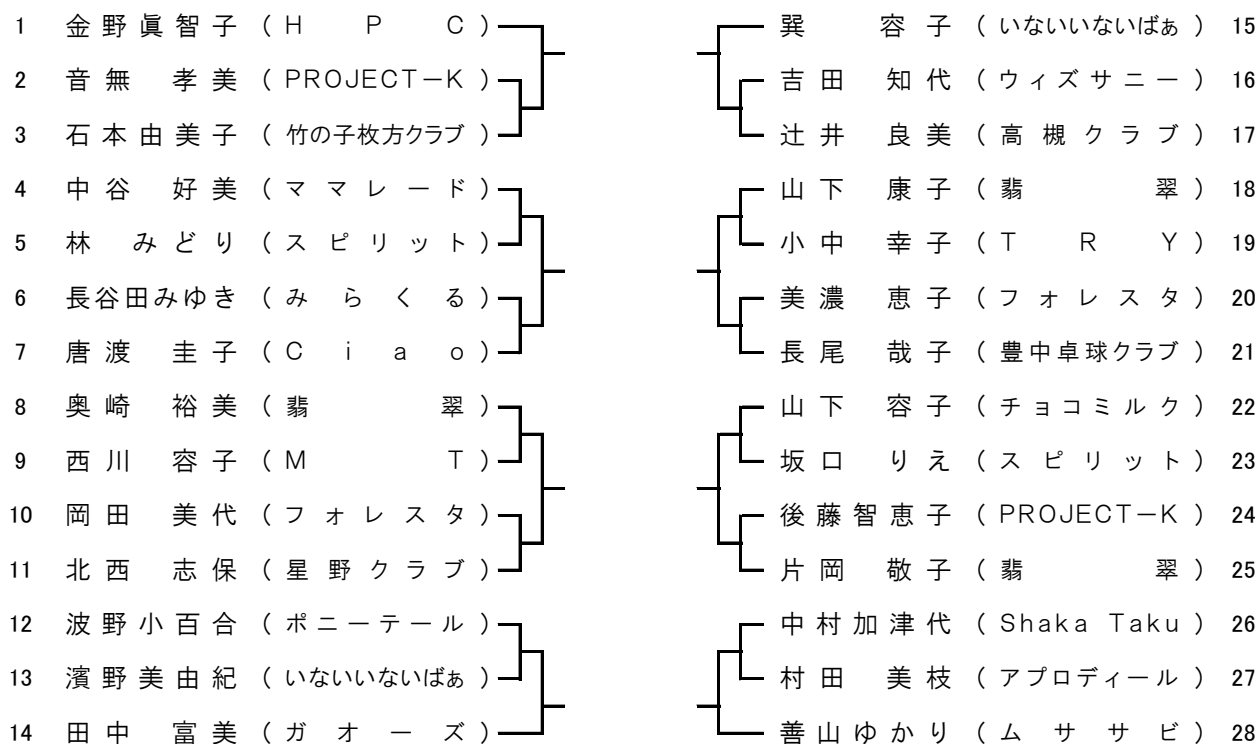 1 金野眞智子 (HPC)
2 音無 孝美 (PROJECT-K)
3 石本由美子 (竹の子枚方クラブ)
4 中谷 好美 (ママレード)
5 林 みどり (スピリット)
6 長谷田みゆき (みらくる)
7 唐渡 圭子 (Ciao)
8 奥崎 裕美 (翡翠)
9 西川 容子 (MT)
10 岡田 美代 (フォレスタ)
11 北西 志保 (星野クラブ)
12 波野小百合 (ポニーテール)
13 濱野美由紀 (いないいないばぁ)
14 田中 富美 (ガオーズ)
巽 容子 (いないいないばぁ) 15
吉田 知代 (ウィズサニー) 16
辻井 良美 (高槻クラブ) 17
山下 康子 (翡翠) 18
小中 幸子 (TRY) 19
美濃 恵子 (フォレスタ) 20
長尾 哉子 (豊中卓球クラブ) 21
山下 容子 (チョコミルク) 22
坂口 りえ (スピリット) 23
後藤智恵子 (PROJECT-K) 24
片岡 敬子 (翡翠) 25
中村加津代 (Shaka Taku) 26
村田 美枝 (アプロディール) 27
善山ゆかり (ムササビ) 28